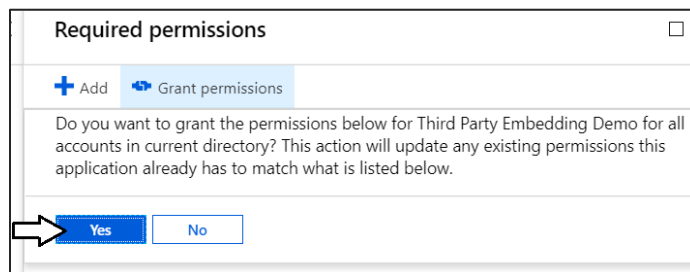 Required permissions
Add Grant permissions
Do you want to grant the permissions below for Third Party Embedding Demo for all
accounts in current directory? This action will update any existing permissions this
application already has to match what is listed below.
Yes No